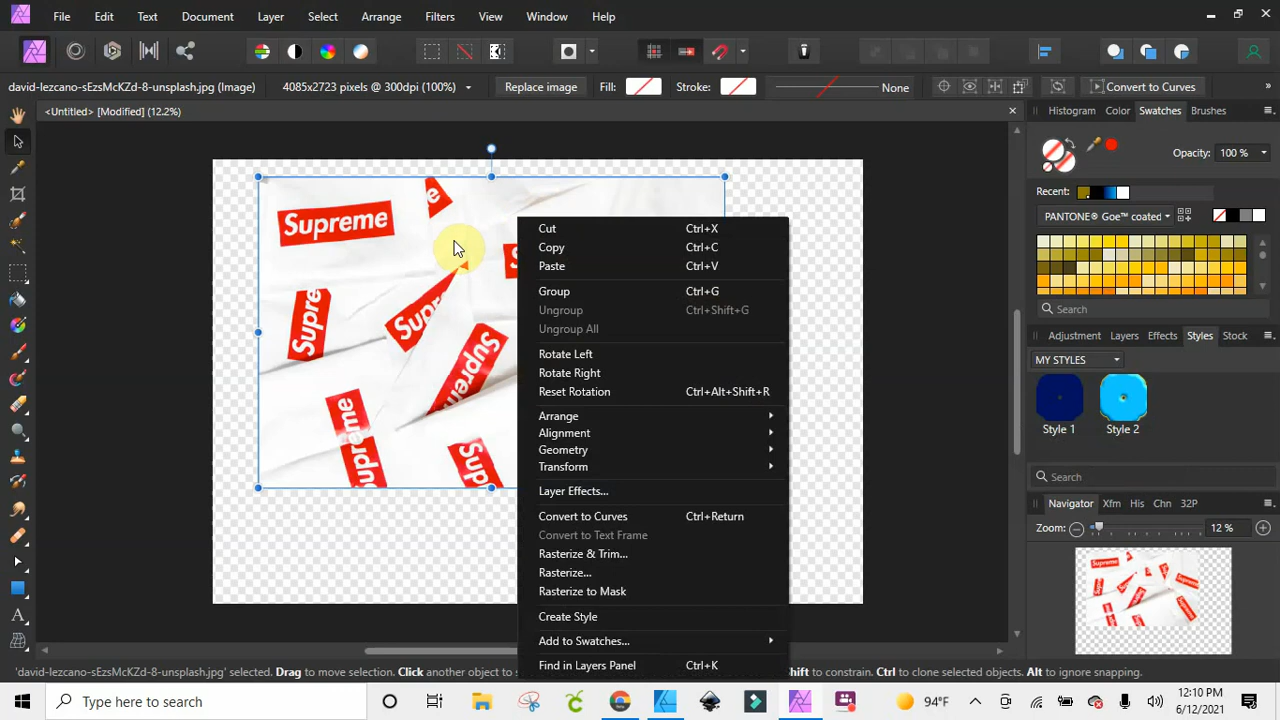 File Edit Text Document Layer Select Arrange Filters View Window Help
david-lezcano-sEzsMcKZd-8-unsplash.jpg (Image) 4085x2723 pixels @ 300dpi (100%) Replace image Fill: Stroke: None Convert to Curves »
<Untitled> [Modified] (12.2%)
Histogram Color Swatches Brushes
Opacity: 100 %
Recent:
PANTONE® Goe™ coated
Search
Adjustment Layers Effects Styles Stock
MY STYLES
Style 1 Style 2
Search
Navigator Xfm His Chn 32P
Zoom: 12 %
Supreme
e
S
Supre
Supr
Suprem
Supreme
upre
Sup
Cut Ctrl+X
Copy Ctrl+C
Paste Ctrl+V
Group Ctrl+G
Ungroup Ctrl+Shift+G
Ungroup All
Rotate Left
Rotate Right
Reset Rotation Ctrl+Alt+Shift+R
Arrange
Alignment
Geometry
Transform
Layer Effects...
Convert to Curves Ctrl+Return
Convert to Text Frame
Rasterize & Trim...
Rasterize...
Rasterize to Mask
Create Style
Add to Swatches...
Find in Layers Panel Ctrl+K
'david-lezcano-sEzsMcKZd-8-unsplash.jpg' selected. Drag to move selection. Click another object to s Shift to constrain. Ctrl to clone selected objects. Alt to ignore snapping.
Type here to search
94°F
12:10 PM
6/12/2021